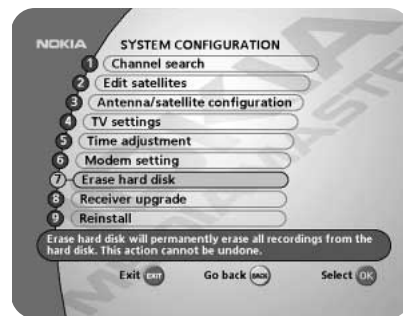 NOKIA
SYSTEM CONFIGURATION
1 Channel search
2 Edit satellites
3 Antenna/satellite configuration
4 TV settings
5 Time adjustment
6 Modem setting
7 Erase hard disk
8 Receiver upgrade
9 Reinstall
Erase hard disk will permanently erase all recordings from the
hard disk. This action cannot be undone.
Exit EXIT Go back BACK Select OK
MEDIAMASTER